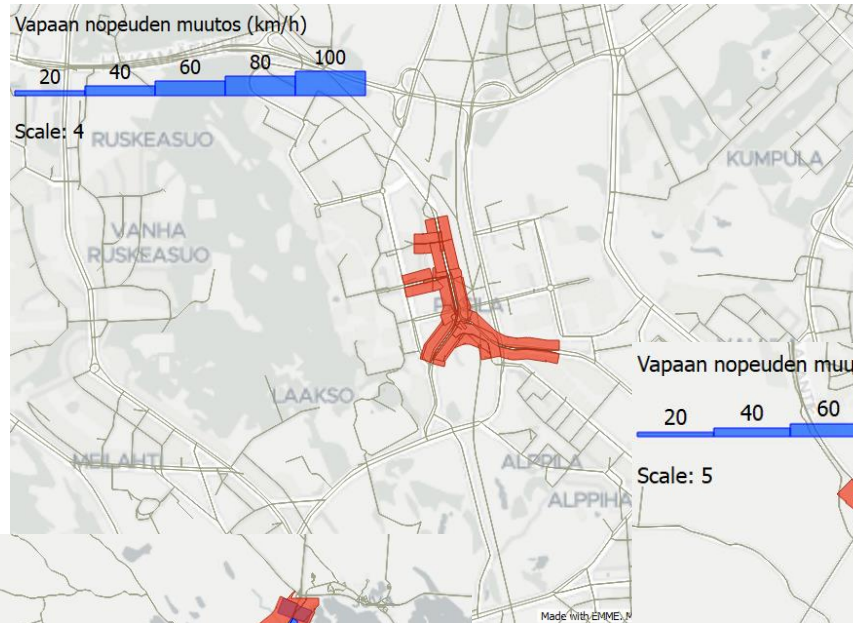 Vapaan nopeuden muutos (km/h)
20 40 60 80 100
Scale: 4
RUSKEASUO
KUMPULA
VANHA
RUSKEASUO
LAAKSO
Vapaan nopeuden muu
20 40 60
Scale: 5
MEILAHTI
ALPPILA
ALPPIHA
Made with EMME, M